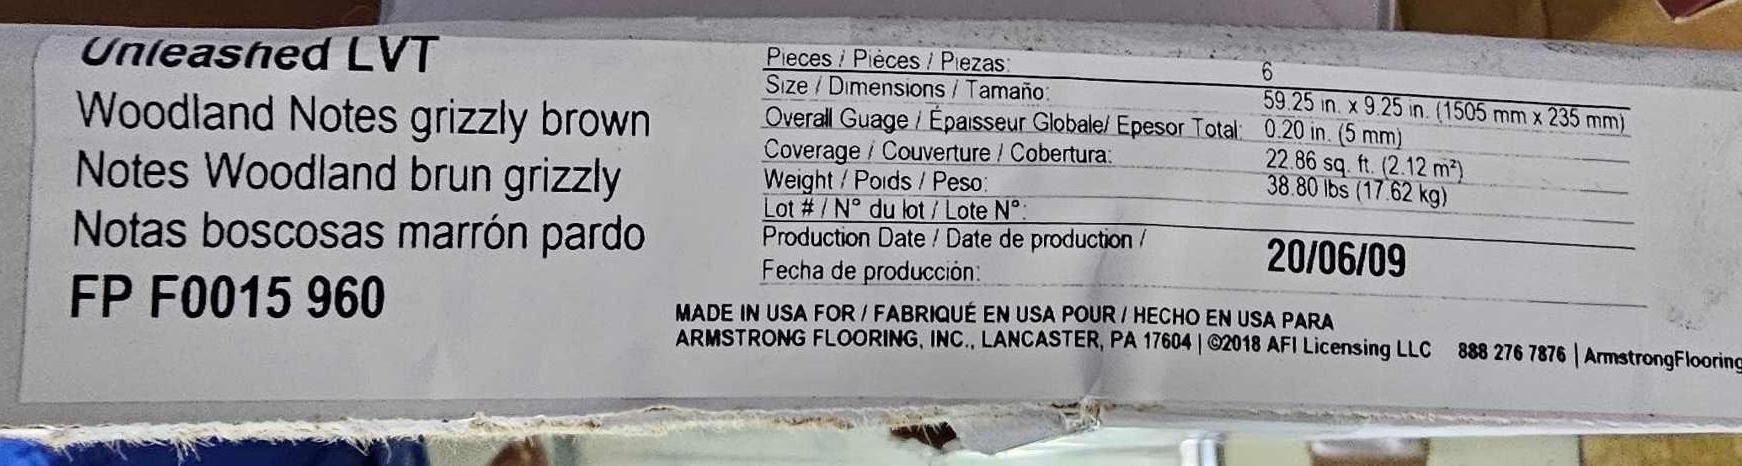 Unleashed LVT
Woodland Notes grizzly brown
Notes Woodland brun grizzly
Notas boscosas marrón pardo
FP F0015 960
Pieces / Pièces / Piezas: 6
Size / Dimensions / Tamaño: 59.25 in. x 9.25 in. (1505 mm x 235 mm)
Overall Guage / Épaisseur Globale/ Epesor Total: 0.20 in. (5 mm)
Coverage / Couverture / Cobertura: 22.86 sq. ft. (2.12 m²)
Weight / Poids / Peso: 38.80 lbs (17.62 kg)
Lot # / N° du lot / Lote N°:
Production Date / Date de production / 20/06/09
Fecha de producción:
MADE IN USA FOR / FABRIQUÉ EN USA POUR / HECHO EN USA PARA
ARMSTRONG FLOORING, INC., LANCASTER, PA 17604 | ©2018 AFI Licensing LLC 888 276 7876 | ArmstrongFlooring